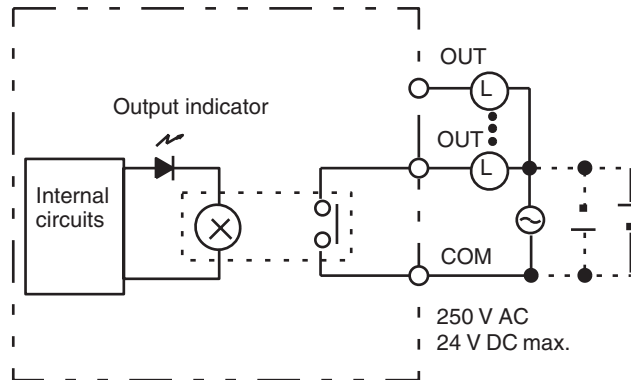 OUT
L
Output indicator
OUT
L
Internal
circuits
COM
250 V AC
24 V DC max.